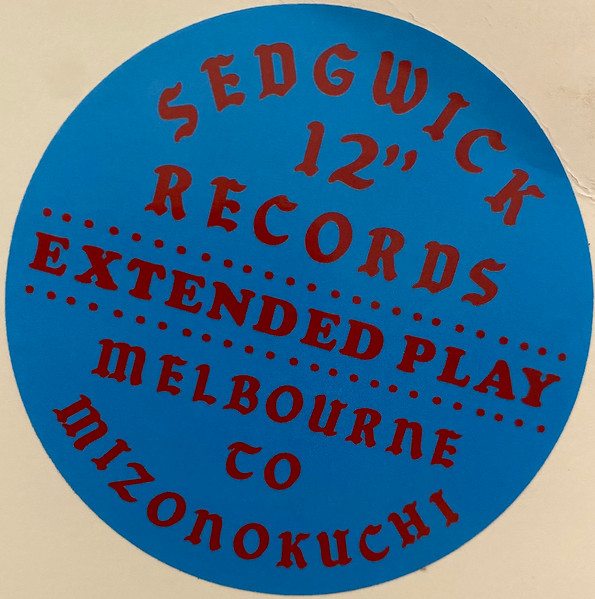 SEDGWICK
12”
RECORDS
EXTENDED PLAY
MELBOURNE
TO
MIZONOKUCHI